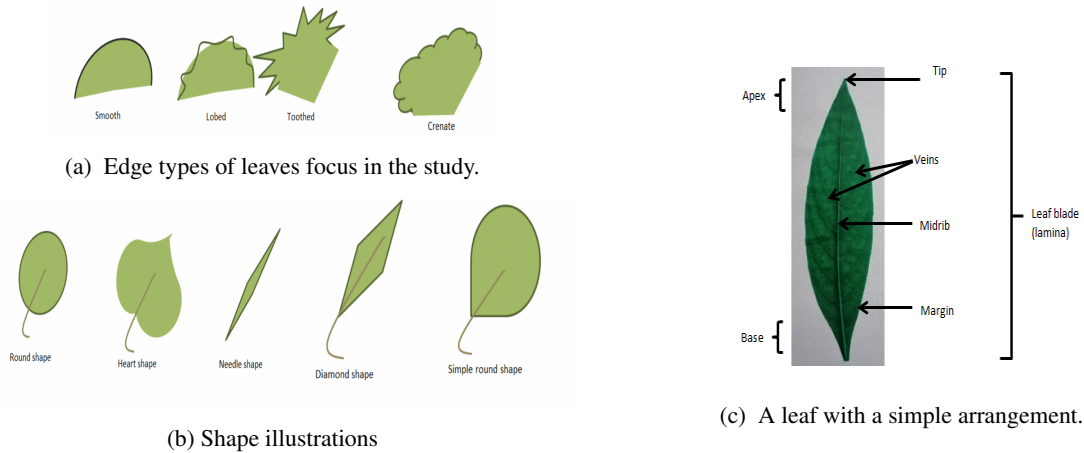 Smooth
Lobed
Toothed
Crenate
(a) Edge types of leaves focus in the study.
Round shape
Heart shape
Needle shape
Diamond shape
Simple round shape
(b) Shape illustrations
Tip
Apex
Veins
Leaf blade
(lamina)
Midrib
Margin
Base
(c) A leaf with a simple arrangement.